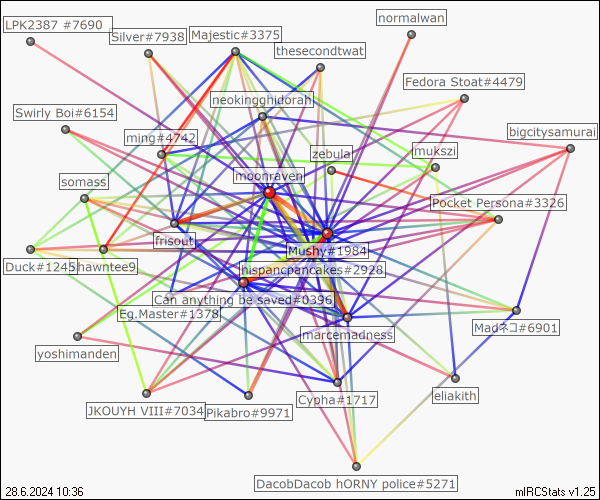 normalwan
LPK2387 #7690
Silver#7938
Majestic#3375
thesecondtwat
Fedora Stoat#4479
neokingghidorah
Swirly Boi#6154
bigcitysamurai
ming#4742
zebula
mukszi
moonraven
somass
Pocket Persona#3326
frisout
Mushy#1984
Duck#1245
hawntee9
hispancpancakes#2928
Can anything be saved#0396
Eg,Master#1378
Madネコ#6901
marcemadness
yoshimanden
eliakith
Cypha#1717
JKOUYH VIII#7034
Pikabro#9971
DacobDacob hORNY police#5271
28.6.2024 10:36
mIRCStats v1.25